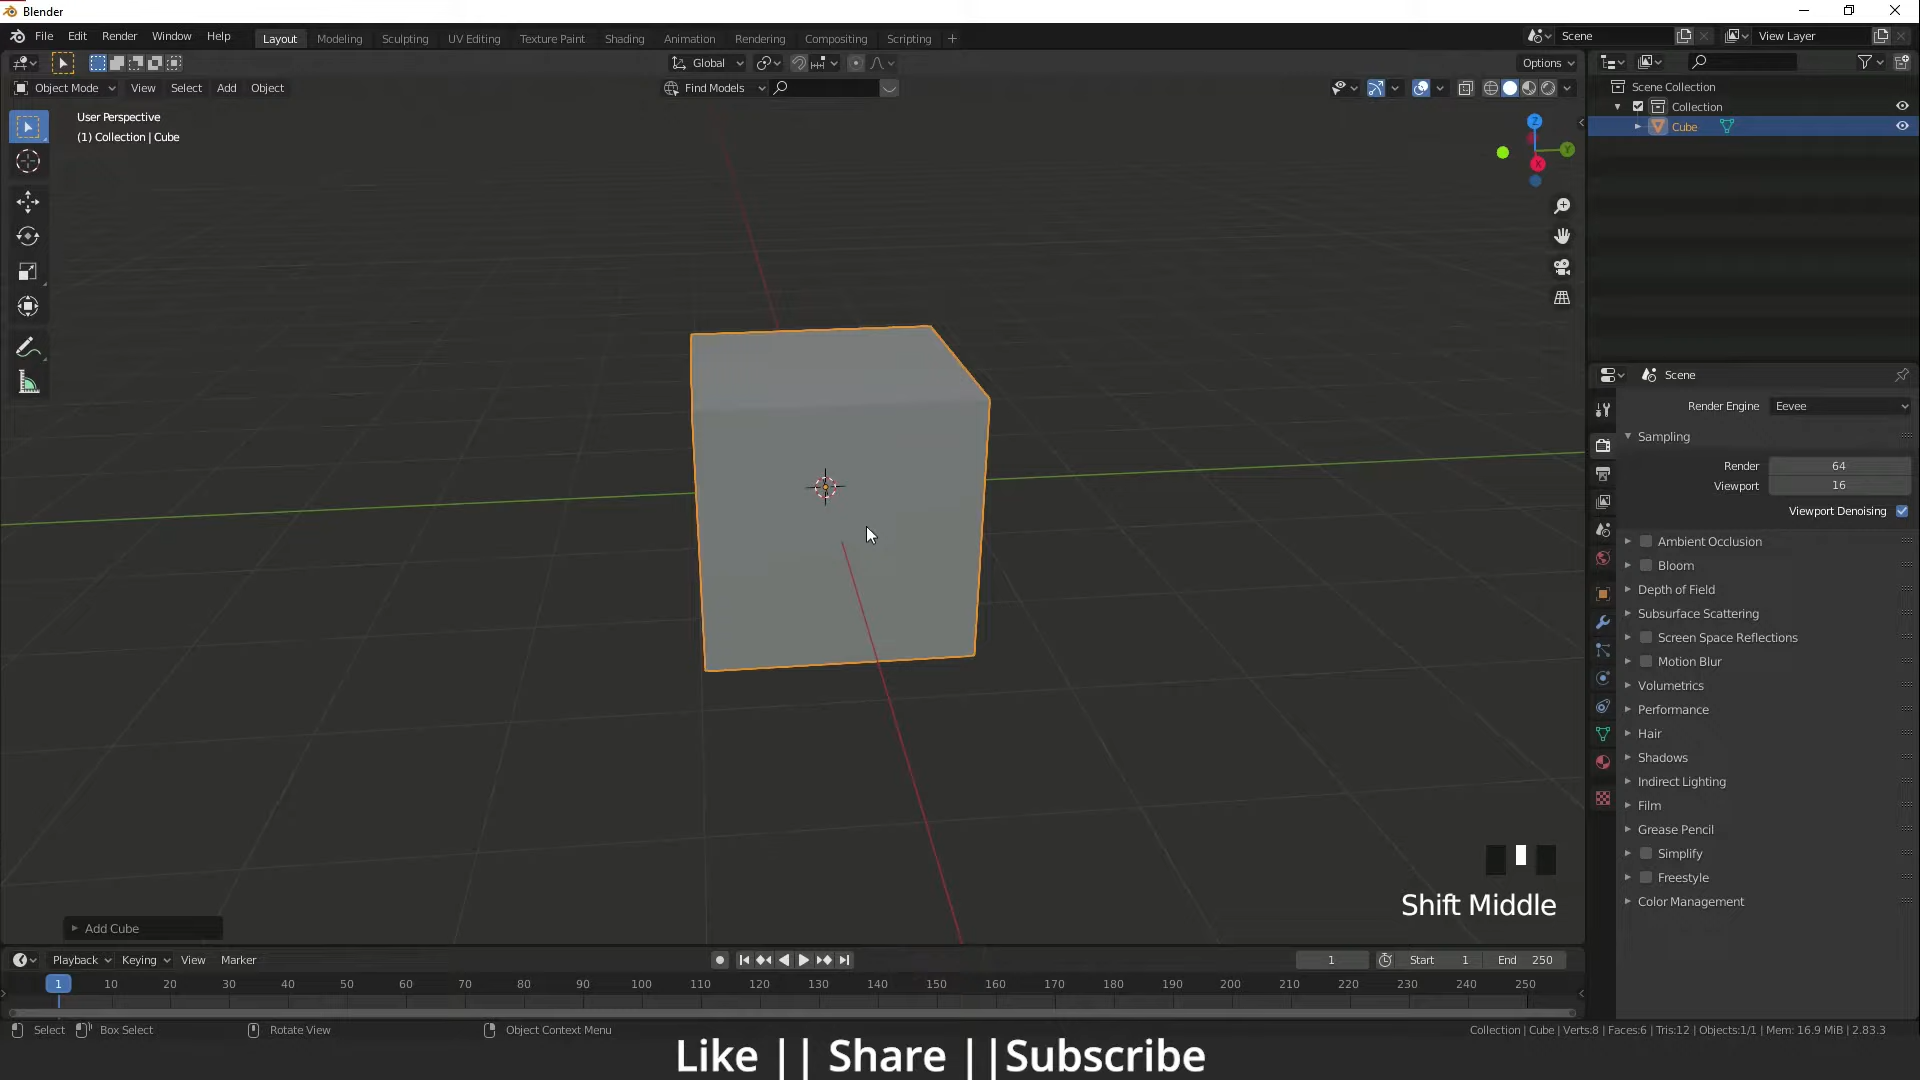 Blender
File Edit Render Window Help
Layout Modeling Sculpting UV Editing Texture Paint Shading Animation Rendering Compositing Scripting +
Scene View Layer
Global Options
Object Mode View Select Add Object Find Models
User Perspective
(1) Collection | Cube
Z
Y
X
Scene Collection
Collection
Cube
Scene
Render Engine Eevee
Sampling
Render 64
Viewport 16
Viewport Denoising
Ambient Occlusion
Bloom
Depth of Field
Subsurface Scattering
Screen Space Reflections
Motion Blur
Volumetrics
Performance
Hair
Shadows
Indirect Lighting
Film
Grease Pencil
Simplify
Freestyle
Color Management
Shift Middle
Add Cube
Playback Keying View Marker 1 Start 1 End 250
1 10 20 30 40 50 60 70 80 90 100 110 120 130 140 150 160 170 180 190 200 210 220 230 240 250
Select Box Select Rotate View Object Context Menu Collection | Cube | Verts:8 | Faces:6 | Tris:12 | Objects:1/1 | Mem: 16.9 MiB | 2.83.3
Like || Share ||Subscribe